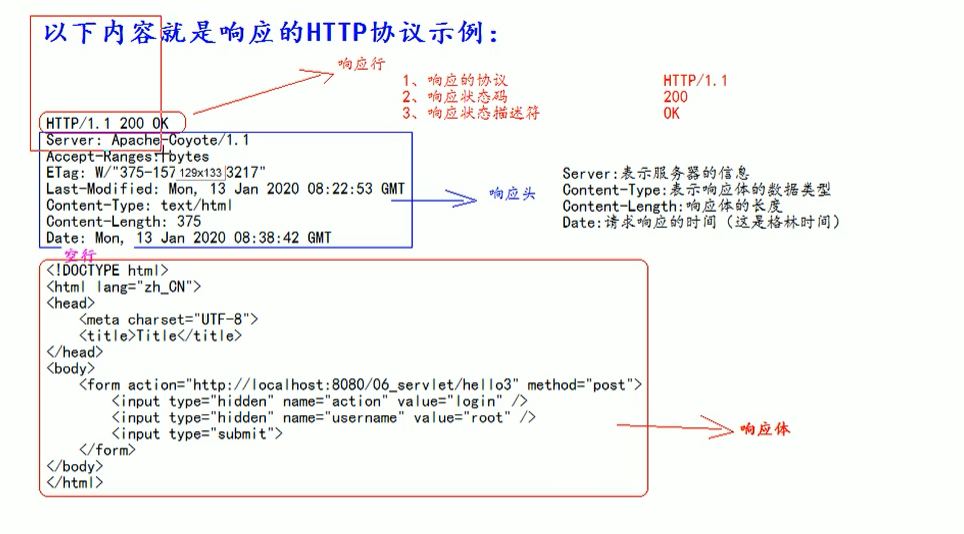 以下内容就是响应的HTTP协议示例:
响应行
1、响应的协议 HTTP/1.1
2、响应状态码 200
3、响应状态描述符 OK
HTTP/1.1 200 OK
Server: Apache-Coyote/1.1
Accept-Ranges: bytes
ETag: W/"375-157 129x133 3217"
Last-Modified: Mon, 13 Jan 2020 08:22:53 GMT
Content-Type: text/html
Content-Length: 375
Date: Mon, 13 Jan 2020 08:38:42 GMT
响应头
Server:表示服务器的信息
Content-Type:表示响应体的数据类型
Content-Length:响应体的长度
Date:请求响应的时间（这是格林时间）
空行
<!DOCTYPE html>
<html lang="zh_CN">
<head>
<meta charset="UTF-8">
<title>Title</title>
</head>
<body>
<form action="http://localhost:8080/06_servlet/hello3" method="post">
<input type="hidden" name="action" value="login" />
<input type="hidden" name="username" value="root" />
<input type="submit">
</form>
</body>
</html>
响应体